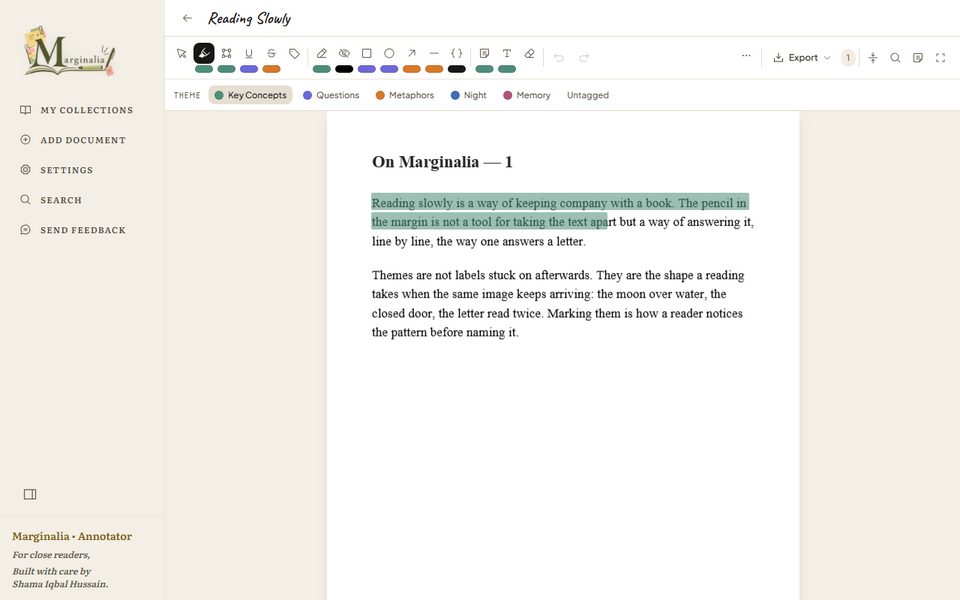 Marginalia
Reading Slowly
MY COLLECTIONS
ADD DOCUMENT
SETTINGS
SEARCH
SEND FEEDBACK
Export
1
THEME
Key Concepts
Questions
Metaphors
Night
Memory
Untagged
On Marginalia — 1
Reading slowly is a way of keeping company with a book. The pencil in
the margin is not a tool for taking the text apart but a way of answering it,
line by line, the way one answers a letter.
Themes are not labels stuck on afterwards. They are the shape a reading
takes when the same image keeps arriving: the moon over water, the
closed door, the letter read twice. Marking them is how a reader notices
the pattern before naming it.
Marginalia • Annotator
For close readers,
Built with care by
Shama Iqbal Hussain.